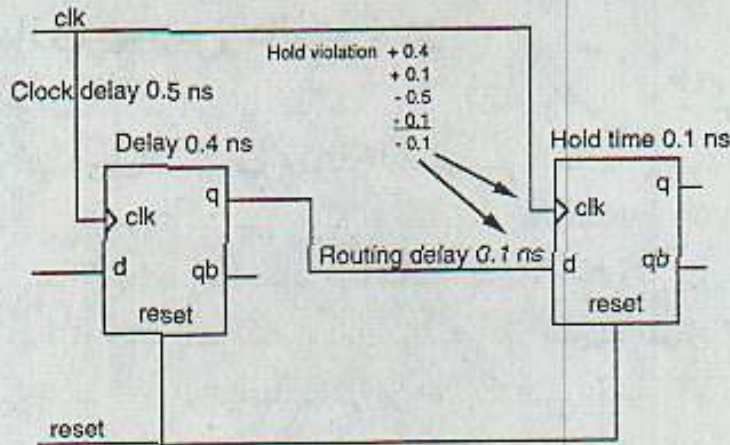 clk
Hold violation + 0.4
+ 0.1
- 0.5
- 0.1
- 0.1
Clock delay 0.5 ns
Delay 0.4 ns
Hold time 0.1 ns
q
clk
d
qb
reset
Routing delay 0.1 ns
q
clk
d
qb
reset
reset